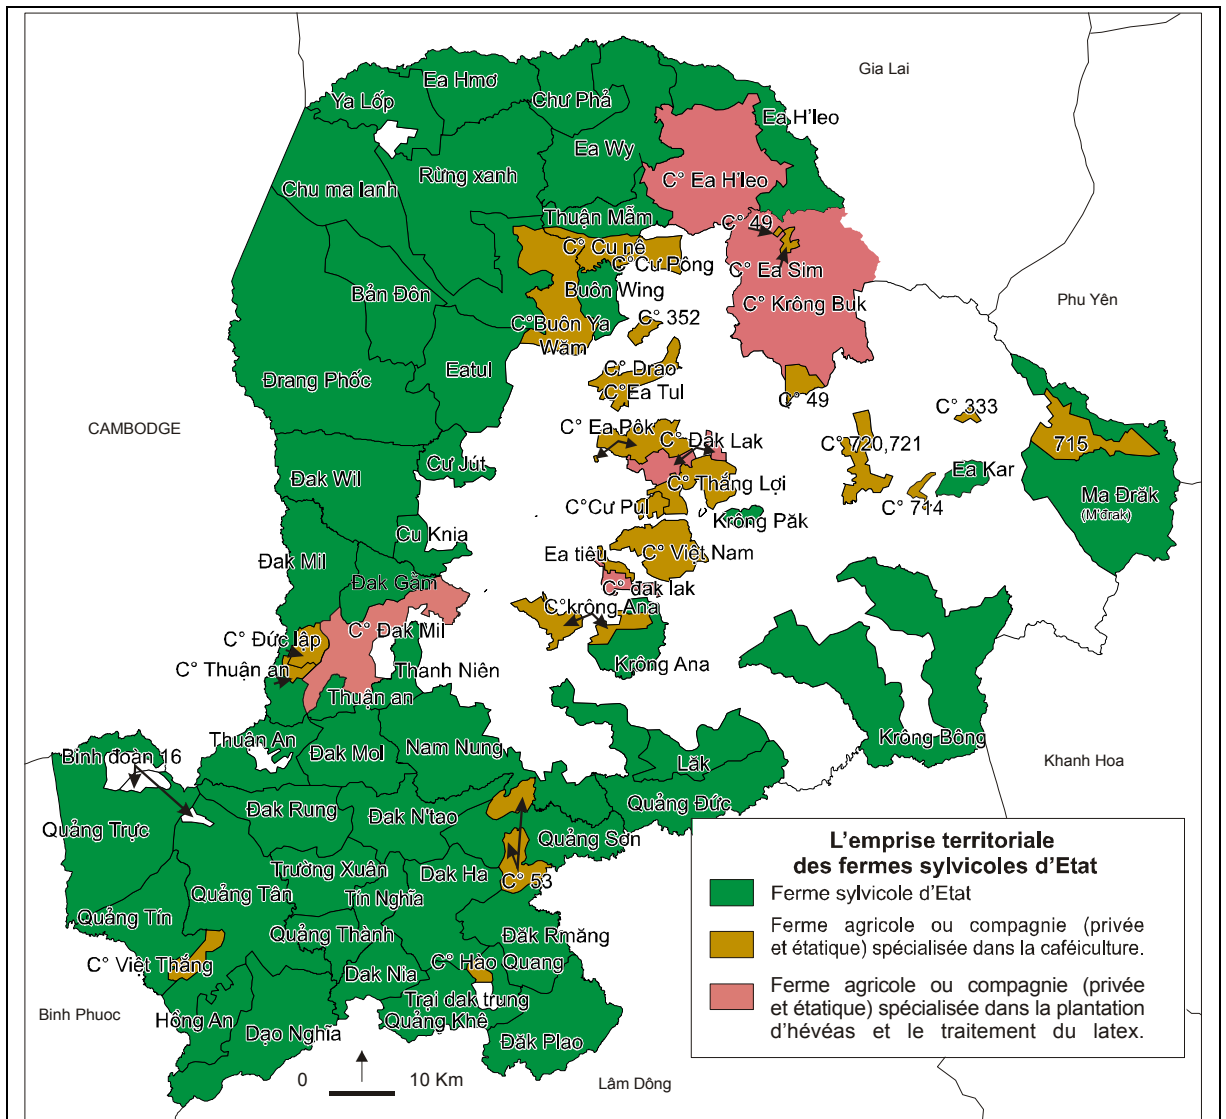 Gia Lai
Ea Hmơ
Ya Lốp
Chư Phả
Ea H'leo
Ea Wy
Rừng xanh
C° Ea H'leo
Chu ma lanh
Thuận Mẫm
C° 49
C° Cu nê
C°Cư Pông
C° Ea Sim
Buôn Wing
Bản Đôn
C° Krông Buk
Phu Yên
C° 352
C°Buôn Ya
Wăm
Eatul
C° Drao
Đrang Phốc
C°Ea Tul
C° 49
C° 333
CAMBODGE
C° Ea Pôk
C° Đăk Lak
C° 720,721
715
Cư Jút
Ea Kar
Đak Wil
C° Thắng Lợi
Ma Đrăk
(M'đrak)
C°Cư Pul
C° 714
Krông Păk
Cu Knia
Ea tiêu
C° Việt Nam
Đak Mil
Đak Gằm
C° đak lak
C°krông Ana
C° Đức lập
C° Đak Mil
C° Thuận an
Thanh Niên
Krông Ana
Thuận an
Thuận An
Krông Bông
Binh đoàn 16
Đak Mol
Nam Nung
Lăk
Khanh Hoa
Quảng Đức
Đak Rung
Đak N'tao
Quảng Trực
Quảng Sơn
Trường Xuân
Dak Ha
C° 53
Quảng Tân
Tín Nghĩa
Quảng Tín
Quảng Thành
Đăk Rmăng
C° Việt Thắng
Dak Nia
C° Hào Quang
Trại dak trung
Binh Phuoc
Hồng An
Quảng Khê
Dạo Nghĩa
Đăk Plao
0
10 Km
Lâm Dông
L'emprise territoriale
des fermes sylvicoles d'Etat
Ferme sylvicole d'Etat
Ferme agricole ou compagnie (privée
et étatique) spécialisée dans la caféiculture.
Ferme agricole ou compagnie (privée
et étatique) spécialisée dans la plantation
d'hévéas et le traitement du latex.